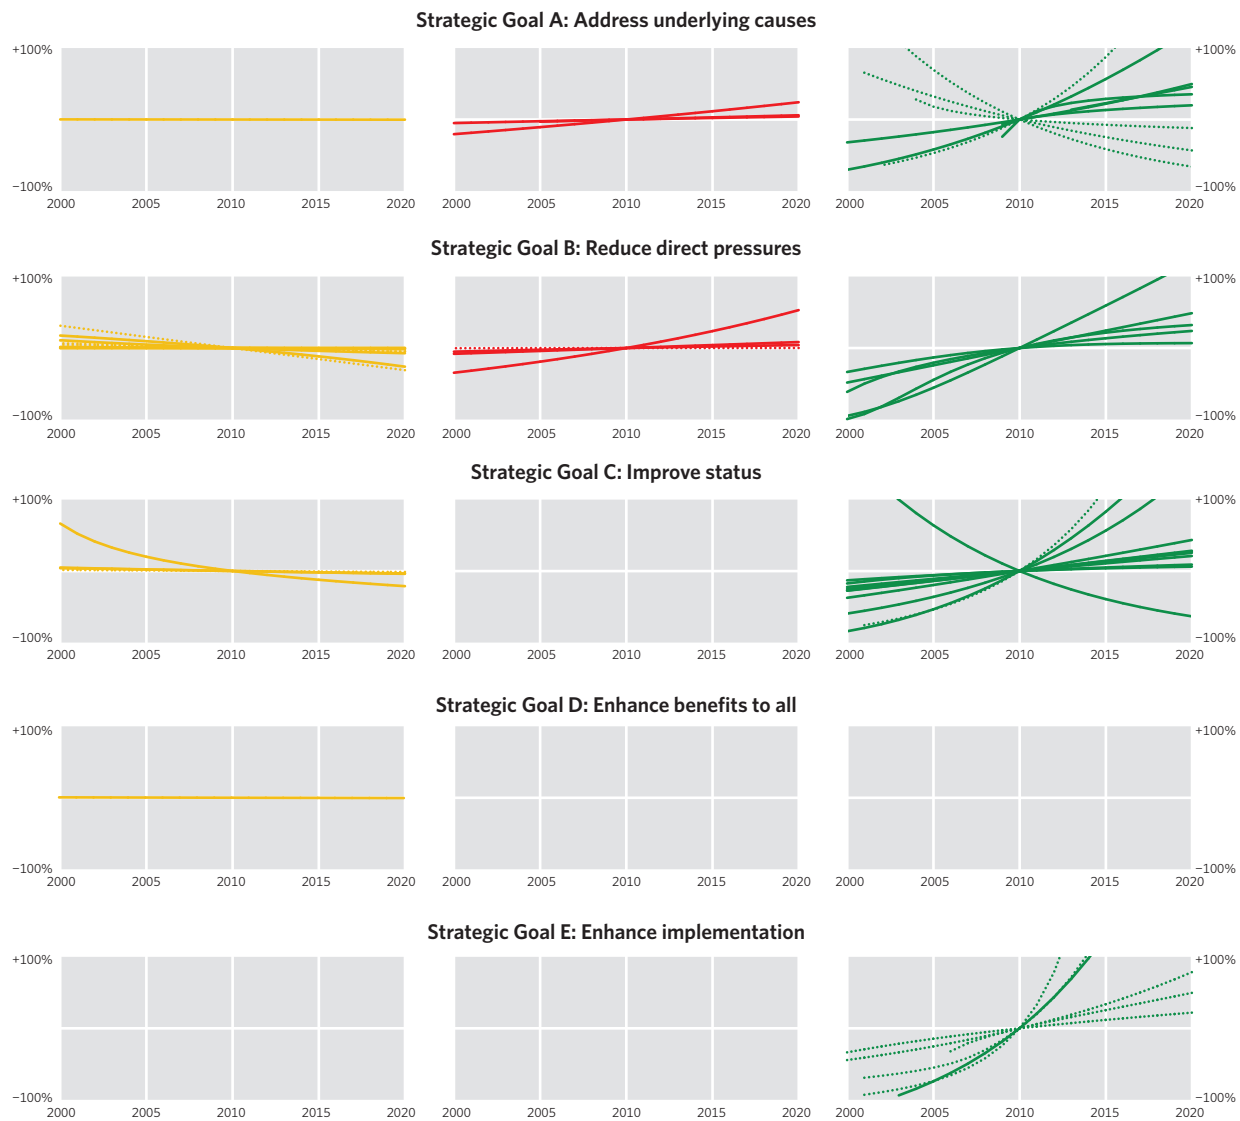 Strategic Goal A: Address underlying causes
+100% +100%
−100% −100%
2000 2005 2010 2015 2020 2000 2005 2010 2015 2020 2000 2005 2010 2015 2020
Strategic Goal B: Reduce direct pressures
+100% +100%
−100% −100%
2000 2005 2010 2015 2020 2000 2005 2010 2015 2020 2000 2005 2010 2015 2020
Strategic Goal C: Improve status
+100% +100%
−100% −100%
2000 2005 2010 2015 2020 2000 2005 2010 2015 2020 2000 2005 2010 2015 2020
Strategic Goal D: Enhance benefits to all
+100% +100%
−100% −100%
2000 2005 2010 2015 2020 2000 2005 2010 2015 2020 2000 2005 2010 2015 2020
Strategic Goal E: Enhance implementation
+100% +100%
−100% −100%
2000 2005 2010 2015 2020 2000 2005 2010 2015 2020 2000 2005 2010 2015 2020